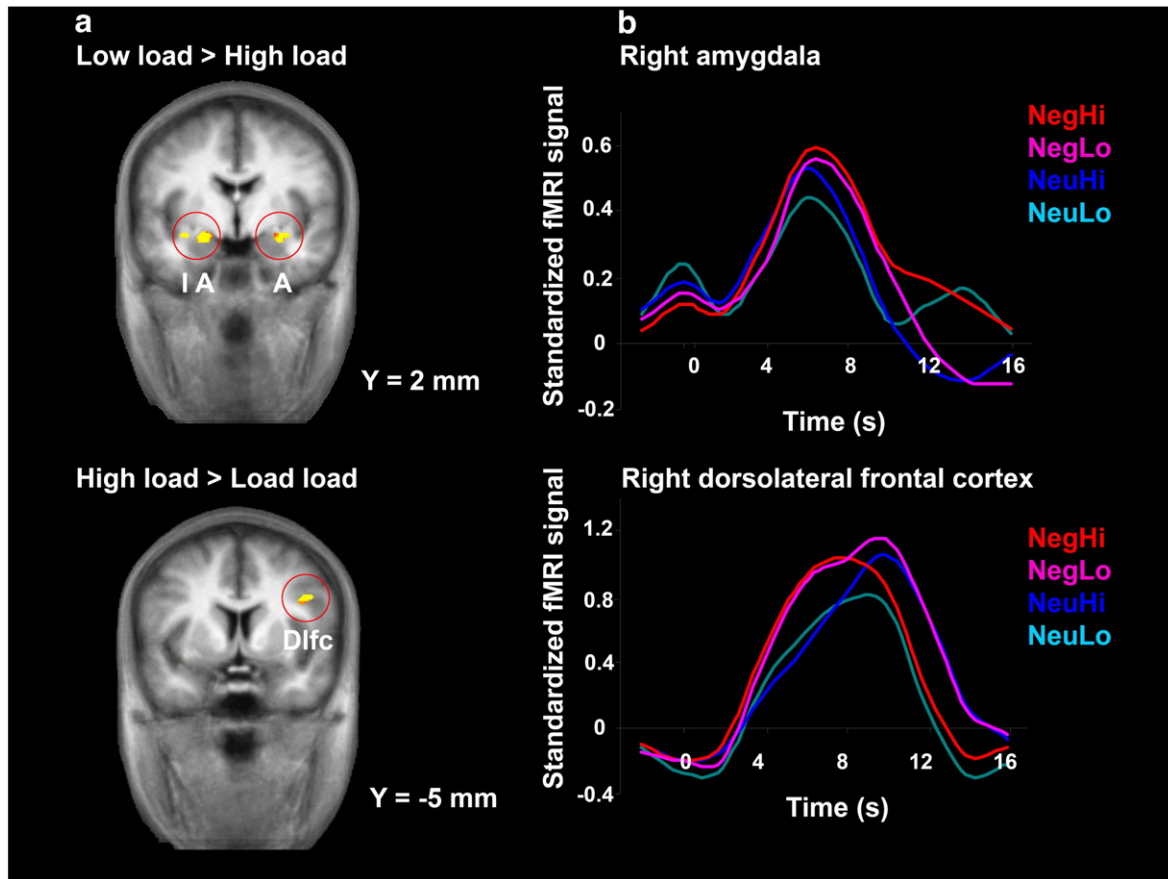 a
Low load > High load
I A
A
Y = 2 mm
High load > Load load
Dlfc
Y = -5 mm
b
Right amygdala
Standardized fMRI signal
0.6
0.4
0.2
0
-0.2
0 4 8 12 16
Time (s)
NegHi
NegLo
NeuHi
NeuLo
Right dorsolateral frontal cortex
Standardized fMRI signal
1.2
0.8
0.4
0
-0.4
0 4 8 12 16
Time (s)
NegHi
NegLo
NeuHi
NeuLo